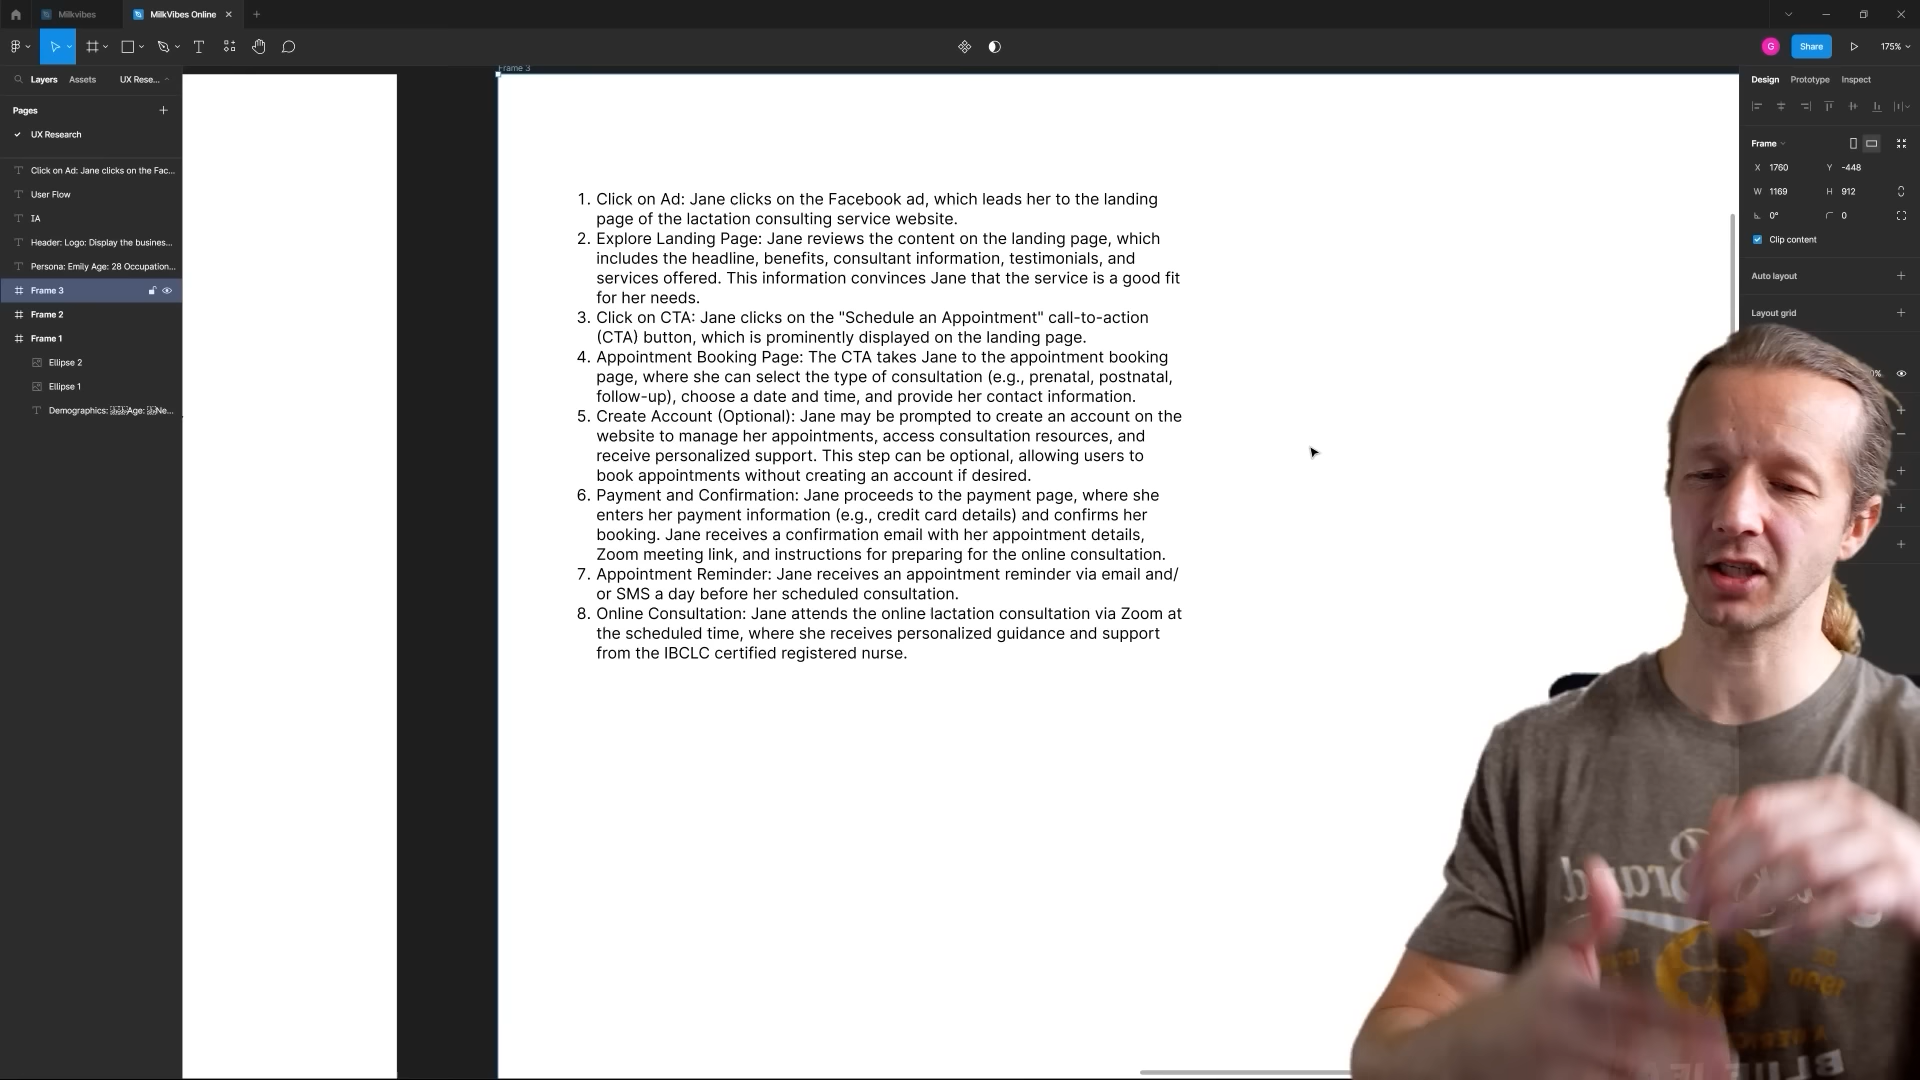 Milkvibes
MilkVibes Online
G
Share
175%
Layers
Assets
UX Rese...
Pages
UX Research
Click on Ad: Jane clicks on the Fac...
User Flow
IA
Header: Logo: Display the busines...
Persona: Emily Age: 28 Occupation...
Frame 3
Frame 2
Frame 1
Ellipse 2
Ellipse 1
Demographics: Age: Ne...
Frame 3
1. Click on Ad: Jane clicks on the Facebook ad, which leads her to the landing
page of the lactation consulting service website.
2. Explore Landing Page: Jane reviews the content on the landing page, which
includes the headline, benefits, consultant information, testimonials, and
services offered. This information convinces Jane that the service is a good fit
for her needs.
3. Click on CTA: Jane clicks on the "Schedule an Appointment" call-to-action
(CTA) button, which is prominently displayed on the landing page.
4. Appointment Booking Page: The CTA takes Jane to the appointment booking
page, where she can select the type of consultation (e.g., prenatal, postnatal,
follow-up), choose a date and time, and provide her contact information.
5. Create Account (Optional): Jane may be prompted to create an account on the
website to manage her appointments, access consultation resources, and
receive personalized support. This step can be optional, allowing users to
book appointments without creating an account if desired.
6. Payment and Confirmation: Jane proceeds to the payment page, where she
enters her payment information (e.g., credit card details) and confirms her
booking. Jane receives a confirmation email with her appointment details,
Zoom meeting link, and instructions for preparing for the online consultation.
7. Appointment Reminder: Jane receives an appointment reminder via email and/
or SMS a day before her scheduled consultation.
8. Online Consultation: Jane attends the online lactation consultation via Zoom at
the scheduled time, where she receives personalized guidance and support
from the IBCLC certified registered nurse.
Design
Prototype
Inspect
Frame
X 1760 Y -448
W 1169 H 912
0° 0
Clip content
Auto layout
Layout grid
Brand